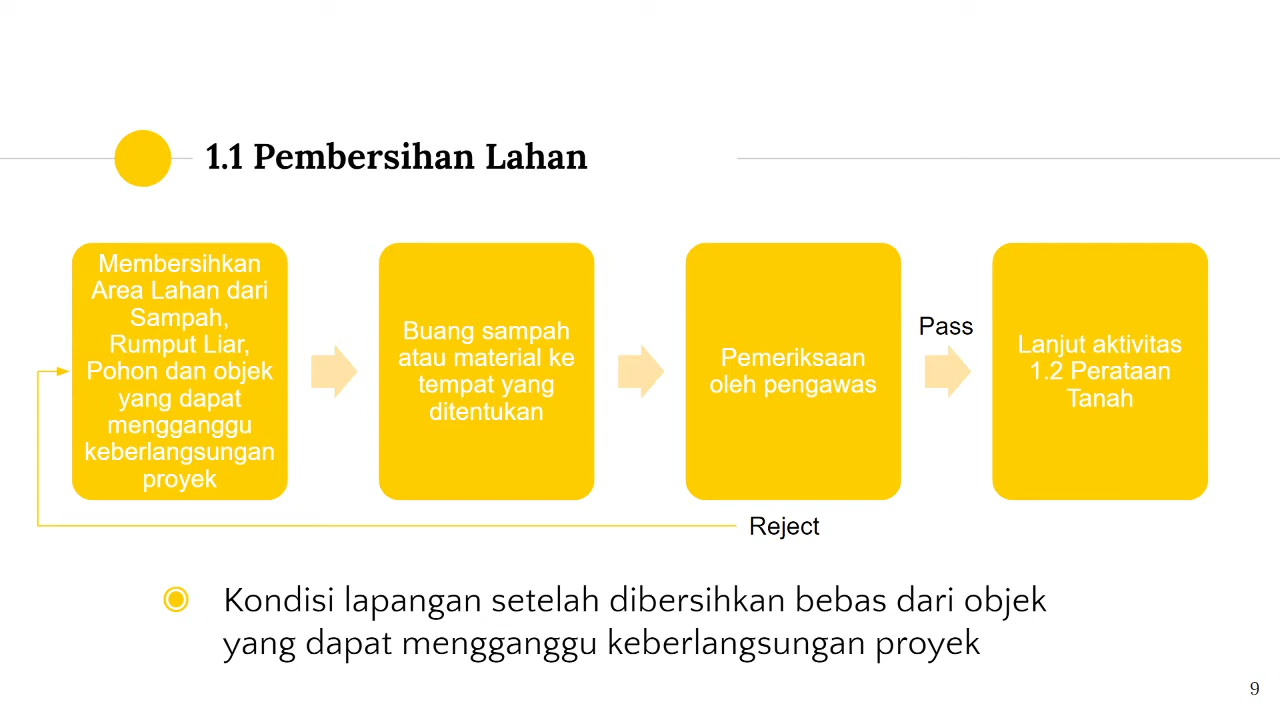 1.1 Pembersihan Lahan
Membersihkan
Area Lahan dari
Sampah,
Rumput Liar,
Pohon dan objek
yang dapat
mengganggu
keberlangsungan
proyek
Buang sampah
atau material ke
tempat yang
ditentukan
Pemeriksaan
oleh pengawas
Pass
Lanjut aktivitas
1.2 Perataan
Tanah
Reject
Kondisi lapangan setelah dibersihkan bebas dari objek
yang dapat mengganggu keberlangsungan proyek
9